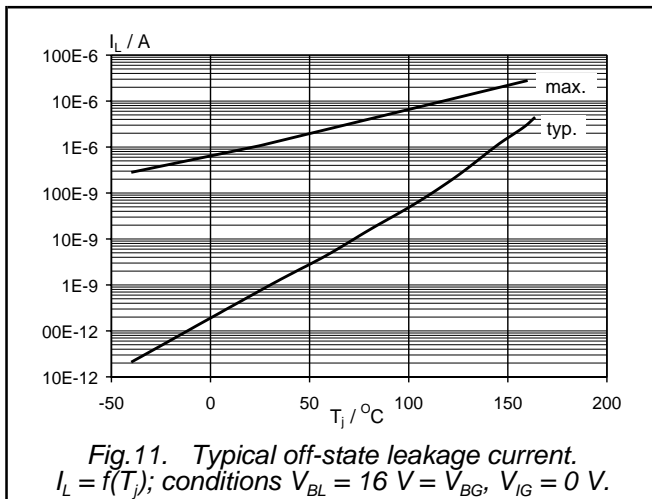 I_L / A
100E-6
10E-6
1E-6
100E-9
10E-9
1E-9
00E-12
10E-12
max.
typ.
-50 0 50 100 150 200
T_j / °C
Fig.11. Typical off-state leakage current.
I_L = f(T_j); conditions V_BL = 16 V = V_BG, V_IG = 0 V.